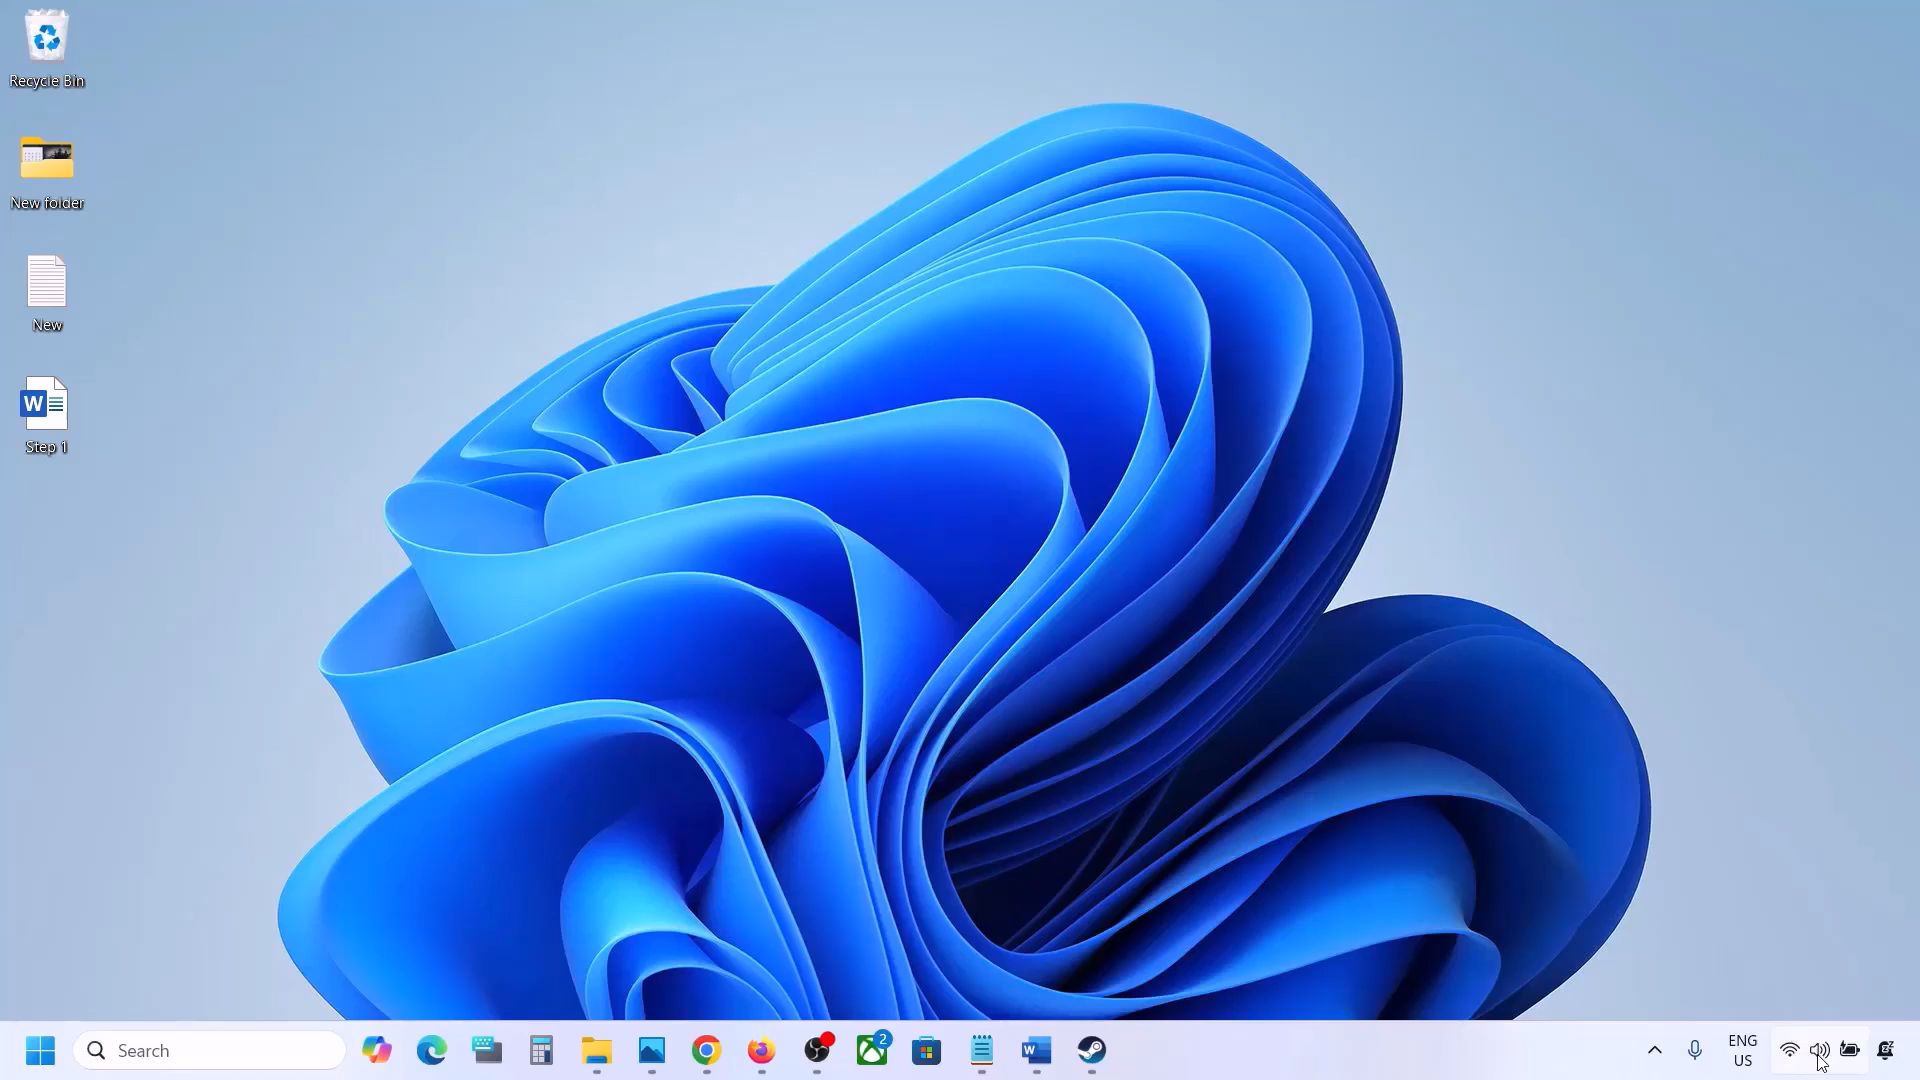 Recycle Bin
New folder
New
W
Step 1
Search
2
W
ENG
US